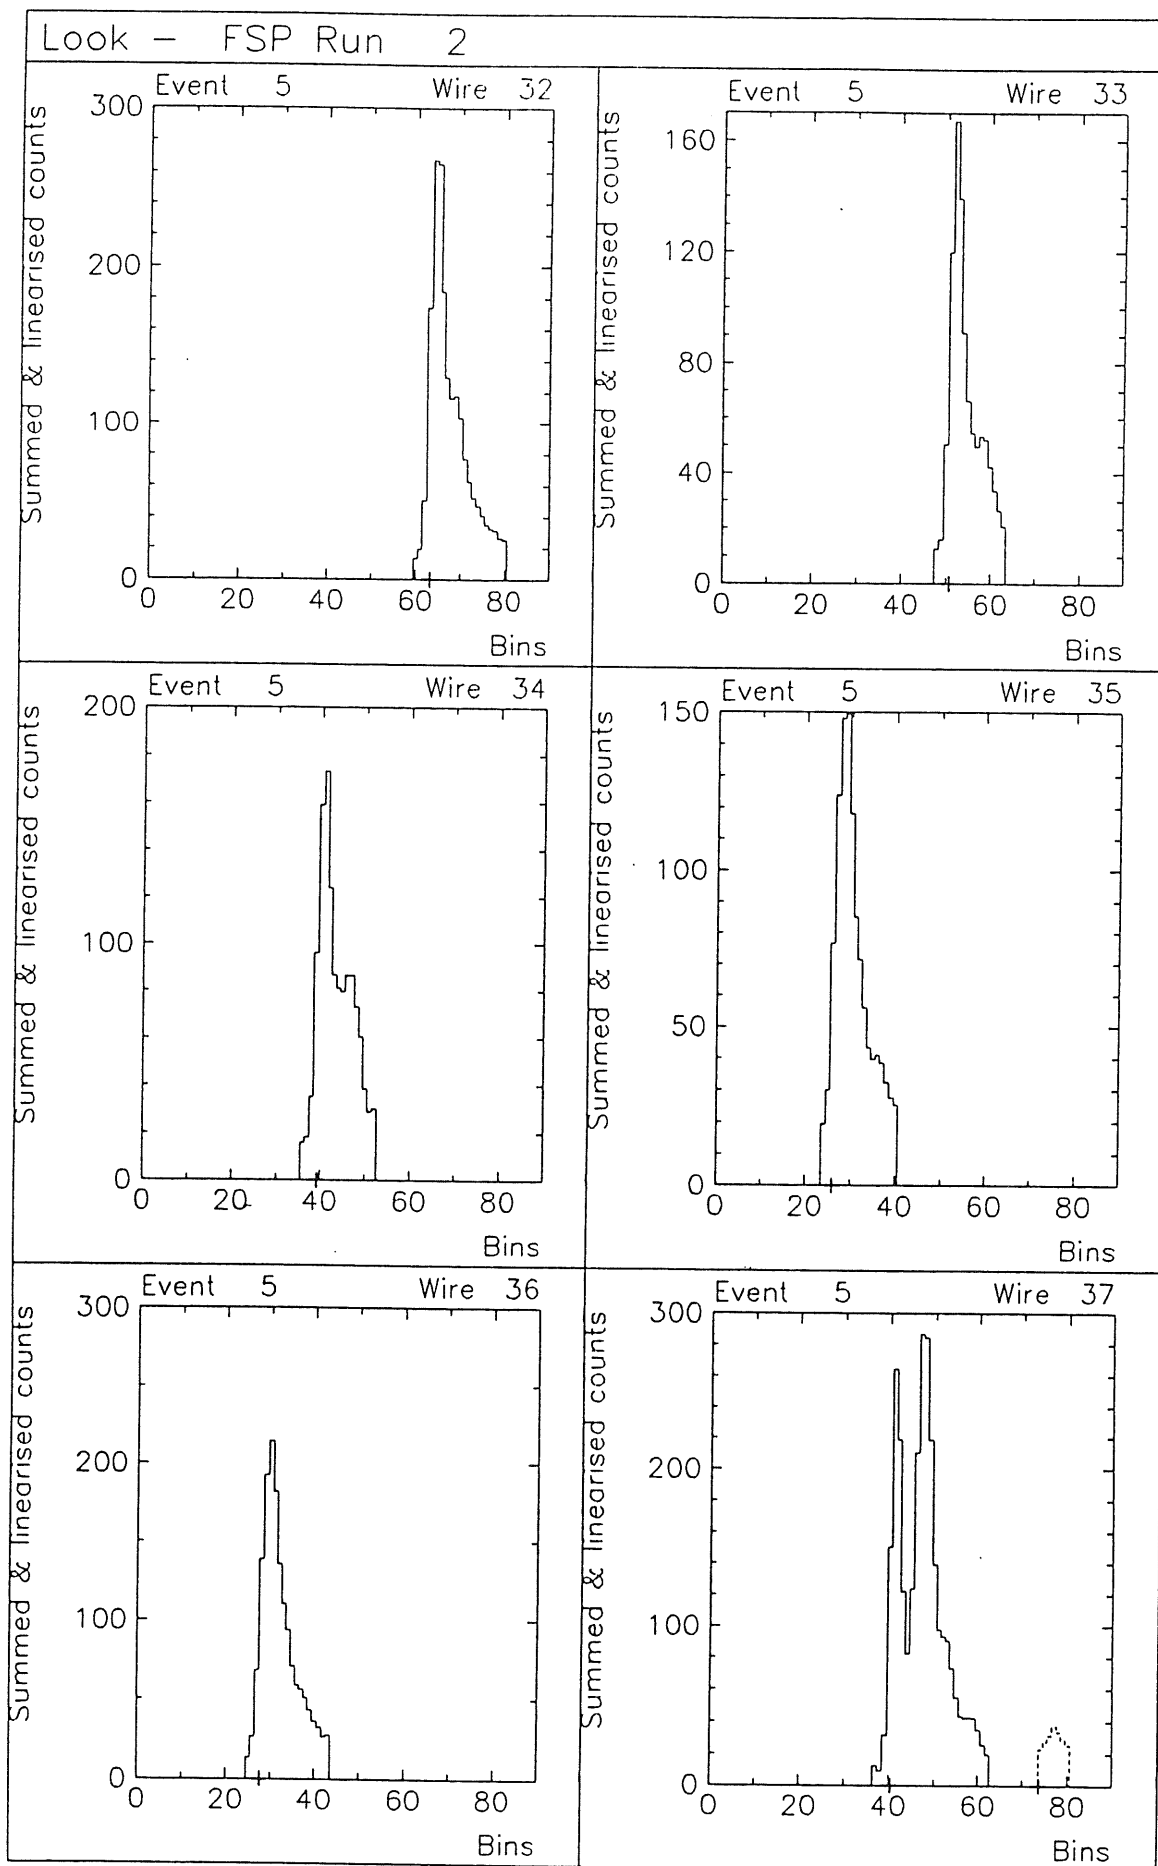 Look - FSP Run 2
Event 5 Wire 32
Summed & linearised counts
300
200
100
0
0 20 40 60 80
Bins
Event 5 Wire 33
Summed & linearised counts
160
120
80
40
0
0 20 40 60 80
Bins
Event 5 Wire 34
Summed & linearised counts
200
100
0
0 20 40 60 80
Bins
Event 5 Wire 35
Summed & linearised counts
150
100
50
0
0 20 40 60 80
Bins
Event 5 Wire 36
Summed & linearised counts
300
200
100
0
0 20 40 60 80
Bins
Event 5 Wire 37
Summed & linearised counts
300
200
100
0
0 20 40 60 80
Bins